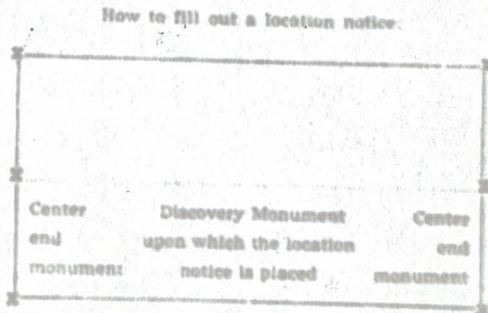 How to fill out a location notice.
Center Discovery Monument Center
end upon which the location end
monument notice is placed monument